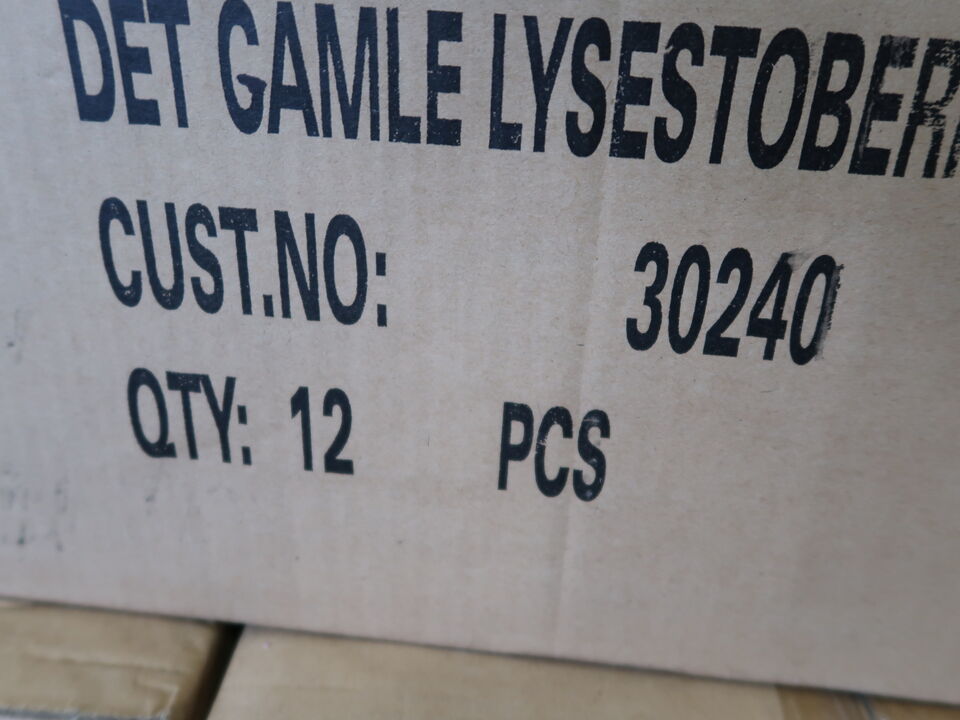 DET GAMLE LYSESTOBER
CUST.NO: 30240
QTY: 12 PCS